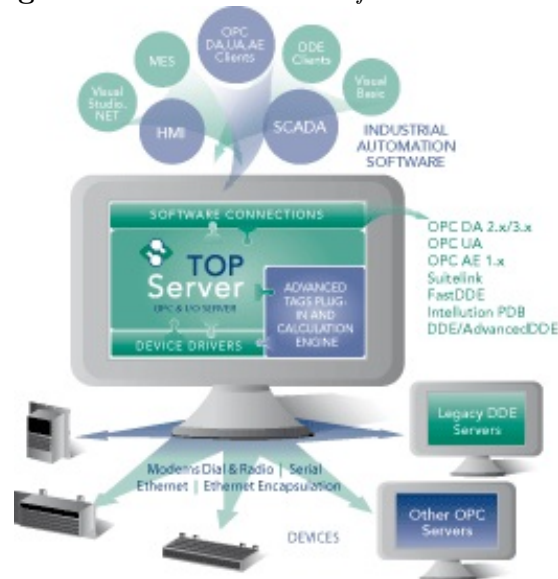 OPC
DA,UA,AE
Clients
DDE
Clients
MES
Visual
Basic
Visual
Studio.
NET
HMI
SCADA
INDUSTRIAL
AUTOMATION
SOFTWARE
SOFTWARE CONNECTIONS
TOP
Server
OPC & I/O SERVER
ADVANCED
TAGS PLUG-
IN AND
CALCULATION
ENGINE
DEVICE DRIVERS
OPC DA 2.x/3.x
OPC UA
OPC AE 1.x
Suitelink
FastDDE
Intellution PDB
DDE/AdvancedDDE
Legacy DDE
Servers
Modems Dial & Radio | Serial
Ethernet | Ethernet Encapsulation
Other OPC
Servers
DEVICES